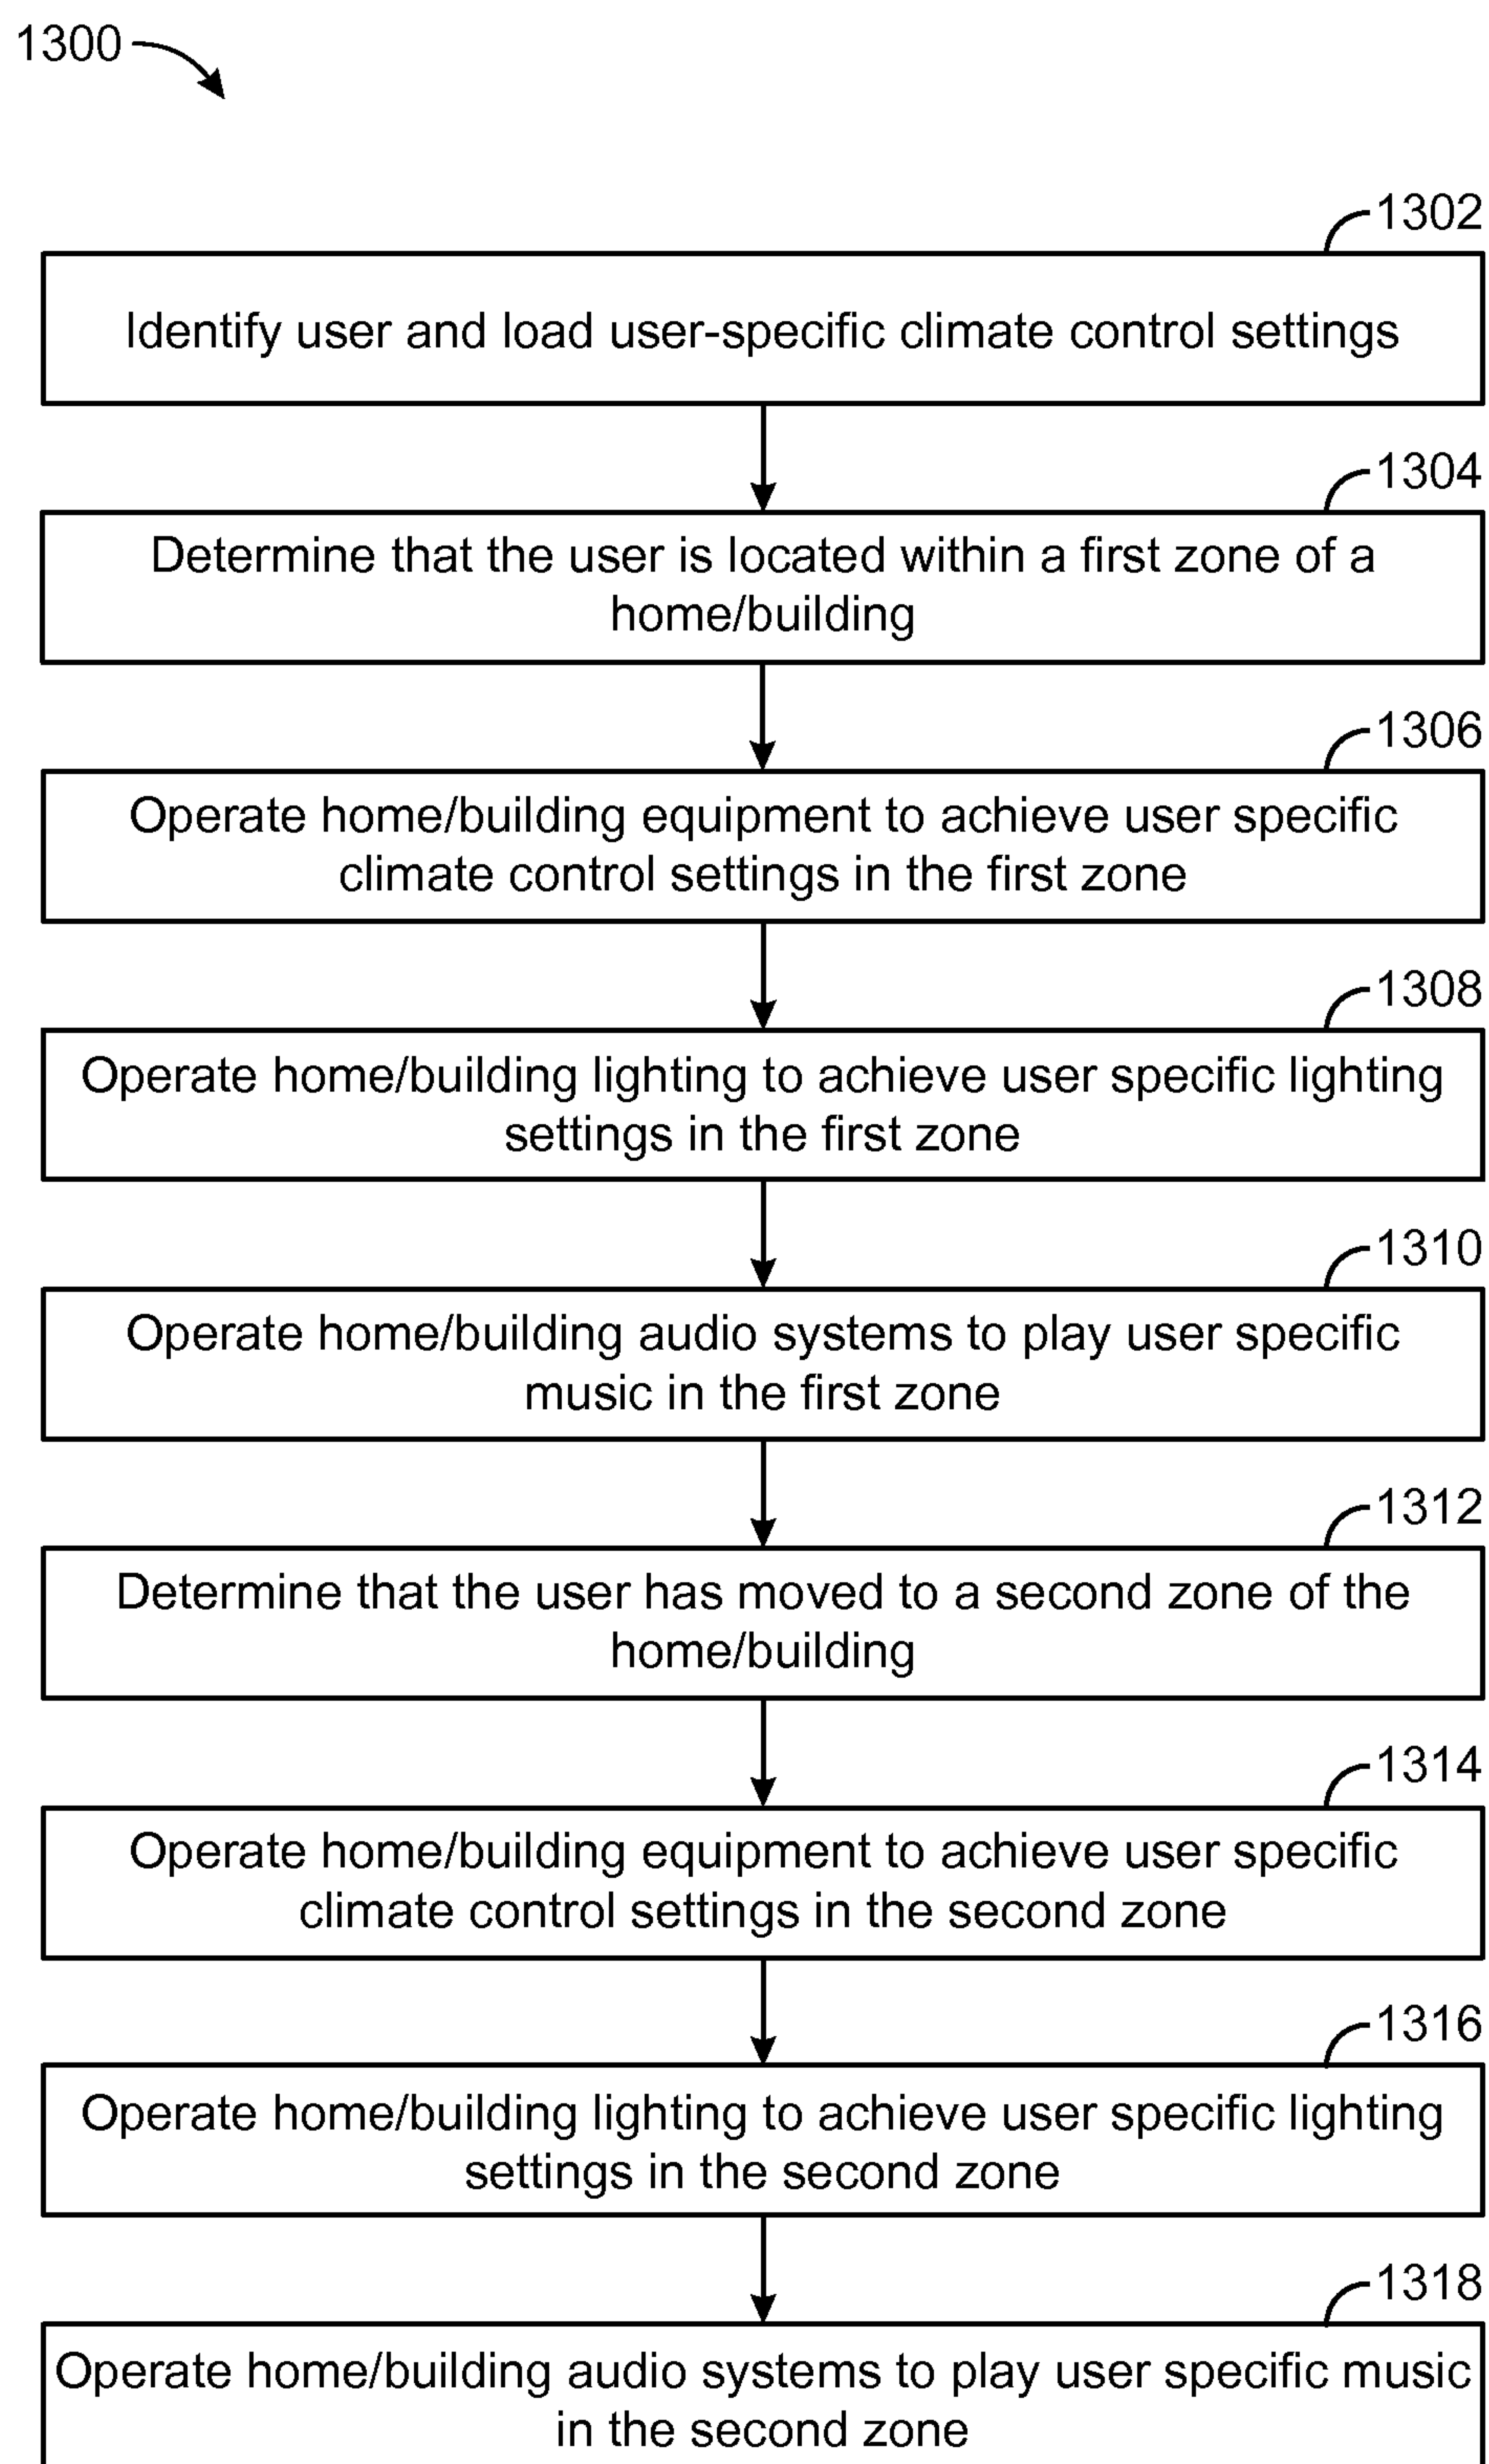 1300
1302
Identify user and load user-specific climate control settings
1304
Determine that the user is located within a first zone of a
home/building
1306
Operate home/building equipment to achieve user specific
climate control settings in the first zone
1308
Operate home/building lighting to achieve user specific lighting
settings in the first zone
1310
Operate home/building audio systems to play user specific
music in the first zone
1312
Determine that the user has moved to a second zone of the
home/building
1314
Operate home/building equipment to achieve user specific
climate control settings in the second zone
1316
Operate home/building lighting to achieve user specific lighting
settings in the second zone
1318
Operate home/building audio systems to play user specific music
in the second zone